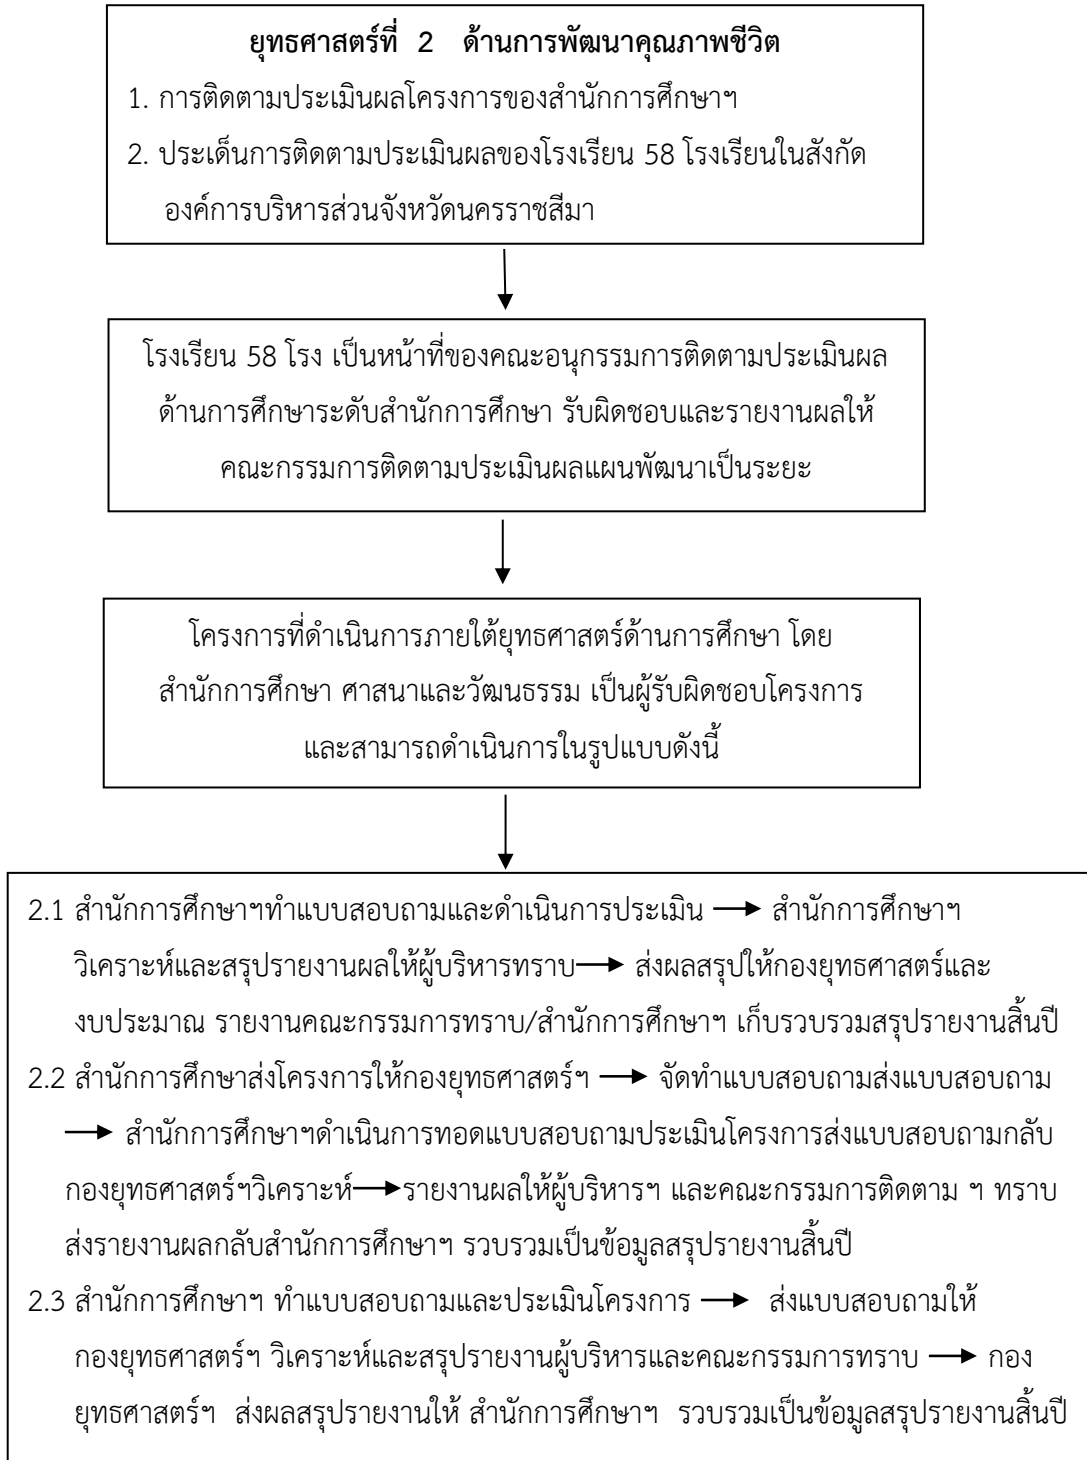 ยุทธศาสตร์ที่ 2 ด้านการพัฒนาคุณภาพชีวิต
1. การติดตามประเมินผลโครงการของสำนักการศึกษาฯ
2. ประเด็นการติดตามประเมินผลของโรงเรียน 58 โรงเรียนในสังกัด
องค์การบริหารส่วนจังหวัดนครราชสีมา
โรงเรียน 58 โรง เป็นหน้าที่ของคณะอนุกรรมการติดตามประเมินผล
ด้านการศึกษาระดับสำนักการศึกษา รับผิดชอบและรายงานผลให้
คณะกรรมการติดตามประเมินผลแผนพัฒนาเป็นระยะ
โครงการที่ดำเนินการภายใต้ยุทธศาสตร์ด้านการศึกษา โดย
สำนักการศึกษา ศาสนาและวัฒนธรรม เป็นผู้รับผิดชอบโครงการ
และสามารถดำเนินการในรูปแบบดังนี้
2.1 สำนักการศึกษาฯทำแบบสอบถามและดำเนินการประเมิน → สำนักการศึกษาฯ
วิเคราะห์และสรุปรายงานผลให้ผู้บริหารทราบ→ ส่งผลสรุปให้กองยุทธศาสตร์และ
งบประมาณ รายงานคณะกรรมการทราบ/สำนักการศึกษาฯ เก็บรวบรวมสรุปรายงานสิ้นปี
2.2 สำนักการศึกษาส่งโครงการให้กองยุทธศาสตร์ฯ → จัดทำแบบสอบถามส่งแบบสอบถาม
→ สำนักการศึกษาฯดำเนินการทอดแบบสอบถามประเมินโครงการส่งแบบสอบถามกลับ
กองยุทธศาสตร์ฯวิเคราะห์→รายงานผลให้ผู้บริหารฯ และคณะกรรมการติดตาม ฯ ทราบ
ส่งรายงานผลกลับสำนักการศึกษาฯ รวบรวมเป็นข้อมูลสรุปรายงานสิ้นปี
2.3 สำนักการศึกษาฯ ทำแบบสอบถามและประเมินโครงการ → ส่งแบบสอบถามให้
กองยุทธศาสตร์ฯ วิเคราะห์และสรุปรายงานผู้บริหารและคณะกรรมการทราบ → กอง
ยุทธศาสตร์ฯ ส่งผลสรุปรายงานให้ สำนักการศึกษาฯ รวบรวมเป็นข้อมูลสรุปรายงานสิ้นปี